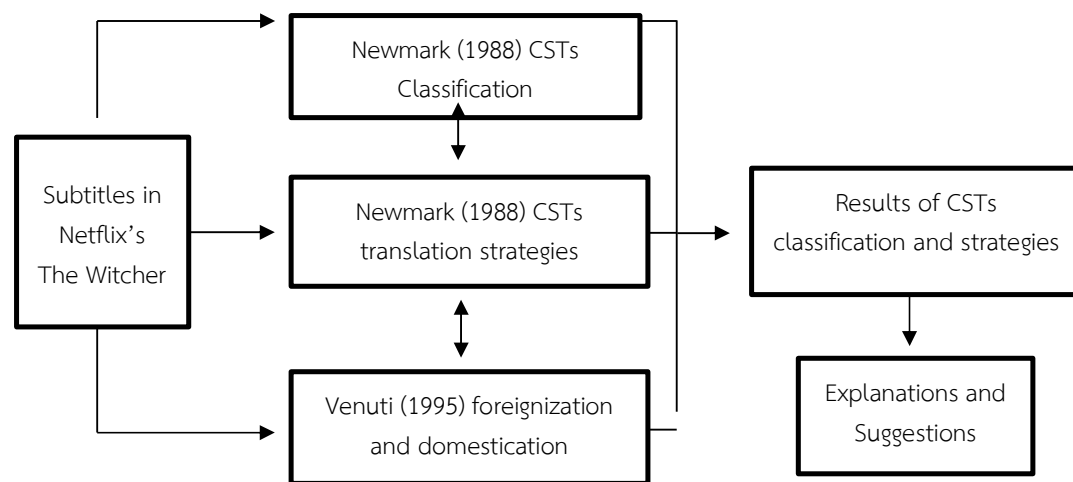 Newmark (1988) CSTs
Classification
Subtitles in
Netflix’s
The Witcher
Newmark (1988) CSTs
translation strategies
Venuti (1995) foreignization
and domestication
Results of CSTs
classification and strategies
Explanations and
Suggestions